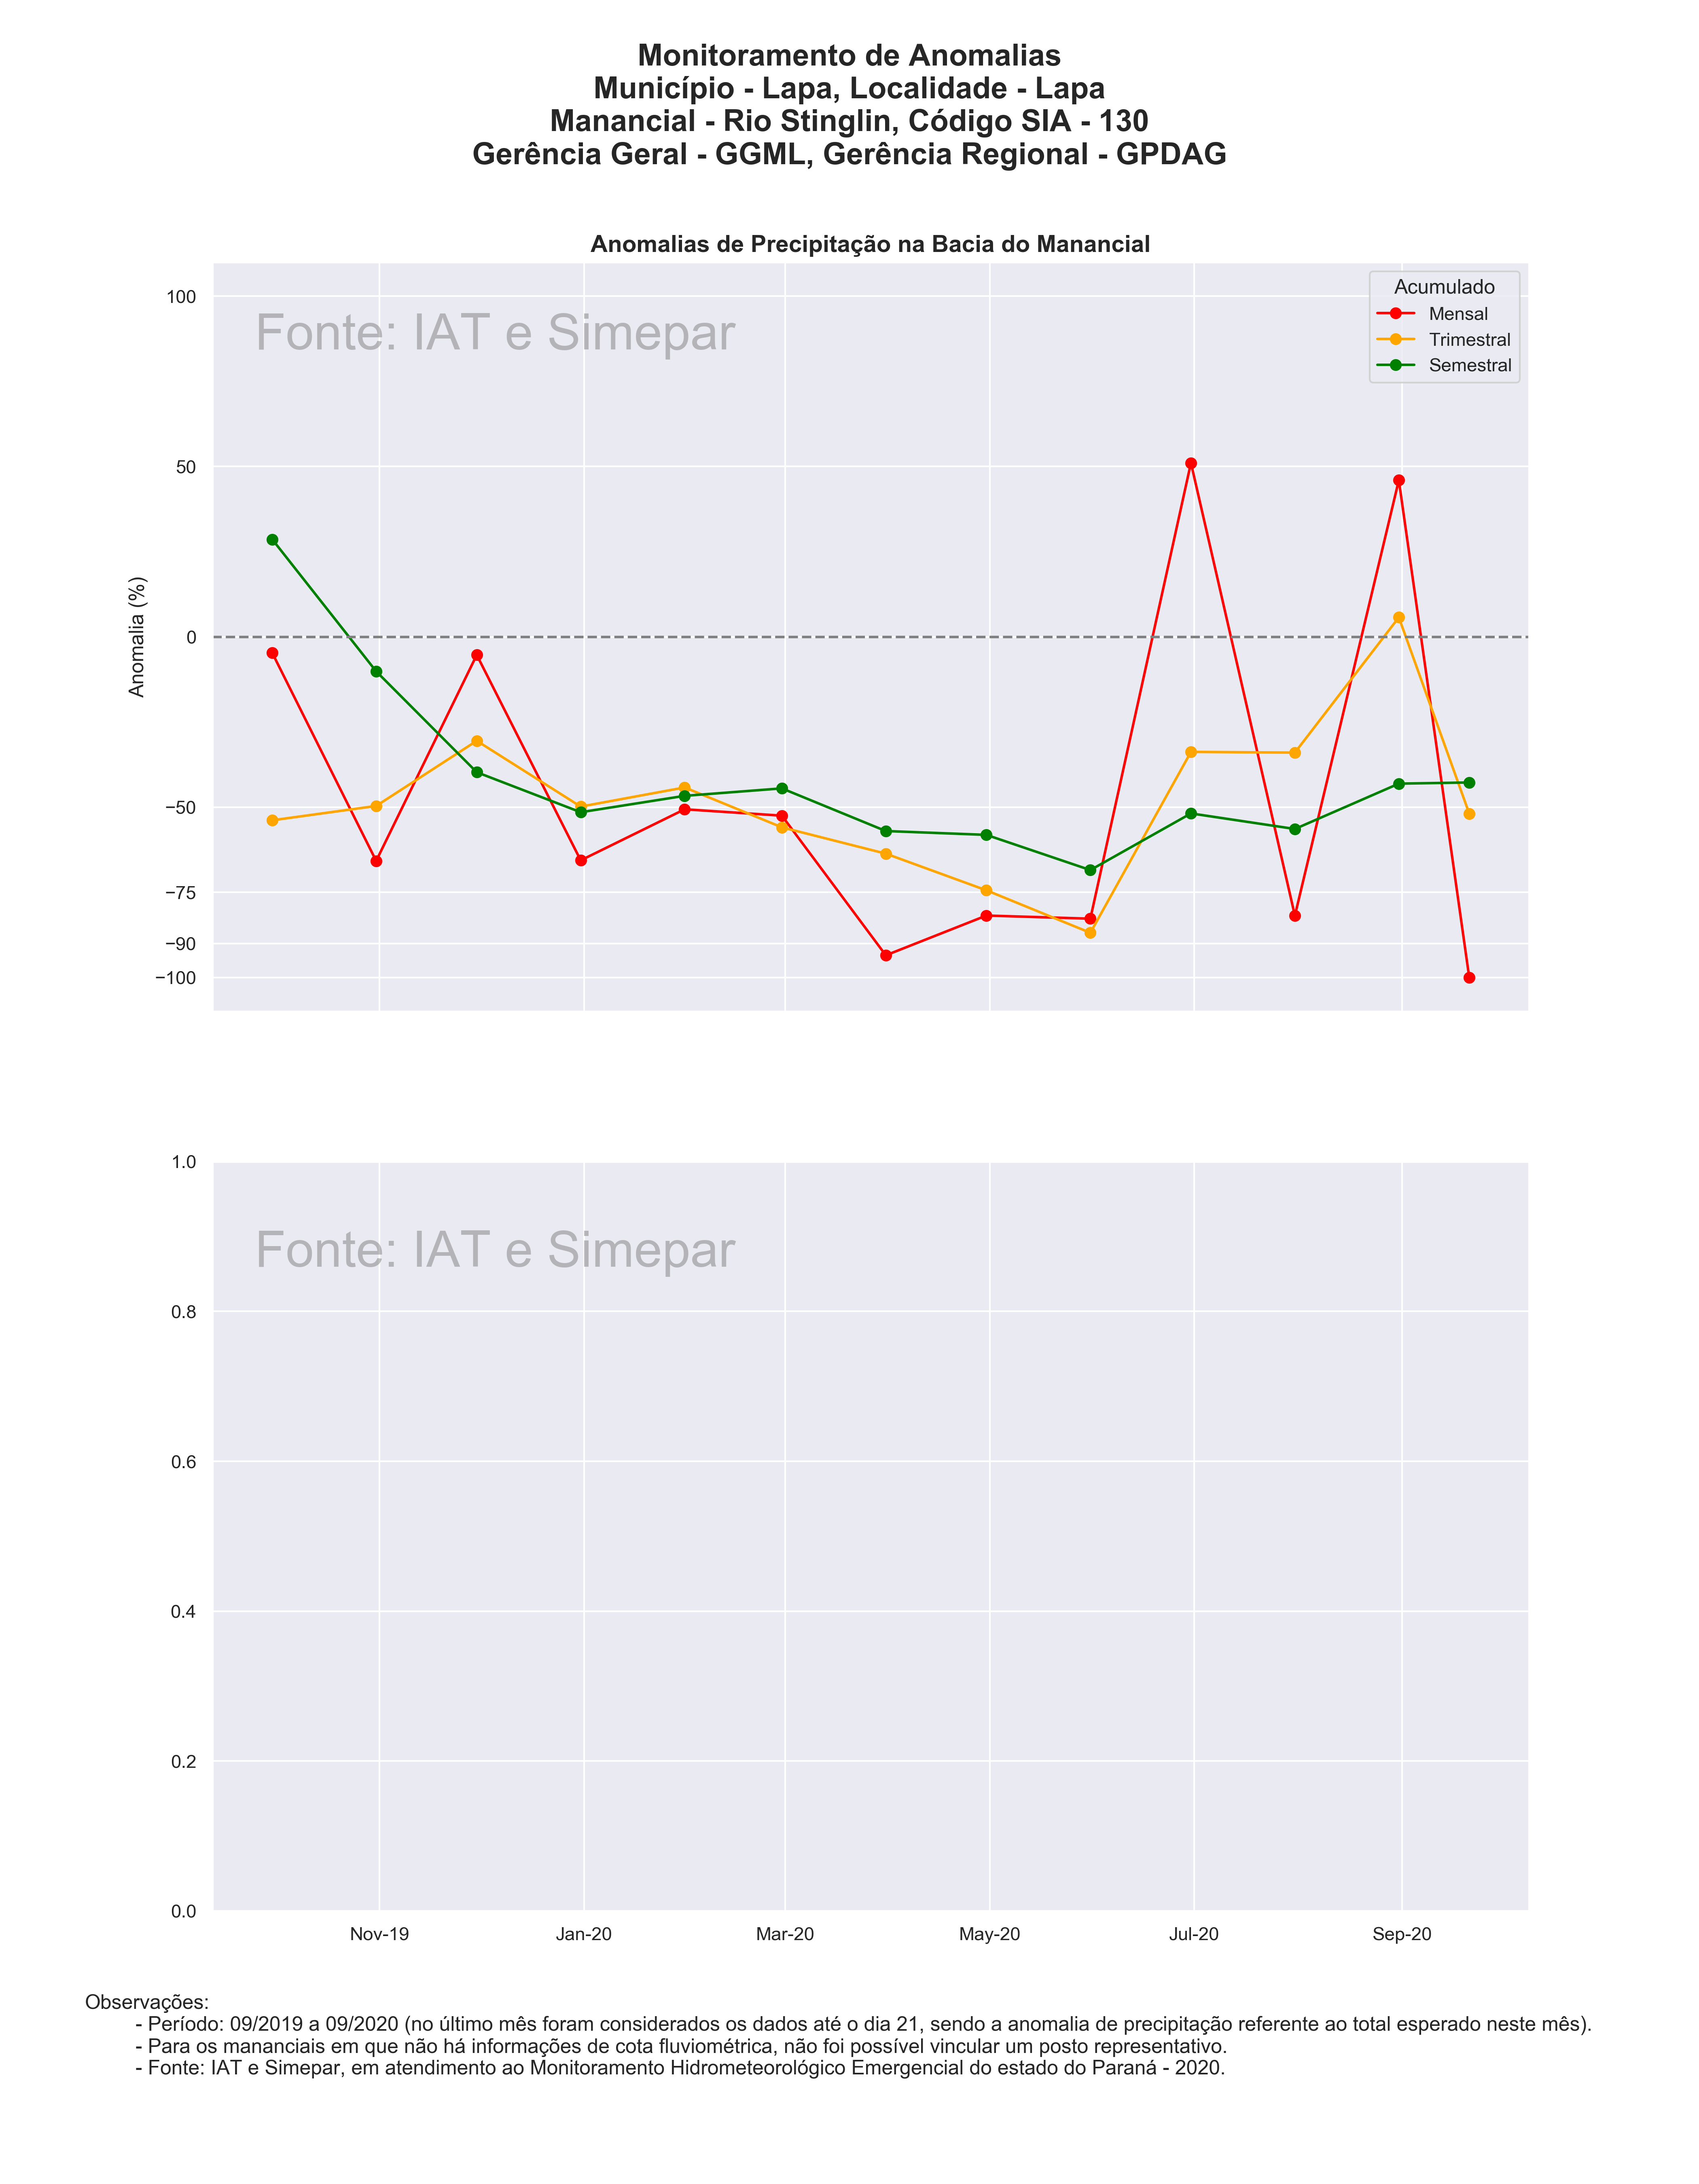 Monitoramento de Anomalias
Município - Lapa, Localidade - Lapa
Manancial - Rio Stinglin, Código SIA - 130
Gerência Geral - GGML, Gerência Regional - GPDAG
Anomalias de Precipitação na Bacia do Manancial
Fonte: IAT e Simepar
Acumulado
Mensal
Trimestral
Semestral
Anomalia (%)
100
50
0
−50
−75
−90
−100
Fonte: IAT e Simepar
1.0
0.8
0.6
0.4
0.2
0.0
Nov-19 Jan-20 Mar-20 May-20 Jul-20 Sep-20
Observações:
- Período: 09/2019 a 09/2020 (no último mês foram considerados os dados até o dia 21, sendo a anomalia de precipitação referente ao total esperado neste mês).
- Para os mananciais em que não há informações de cota fluviométrica, não foi possível vincular um posto representativo.
- Fonte: IAT e Simepar, em atendimento ao Monitoramento Hidrometeorológico Emergencial do estado do Paraná - 2020.